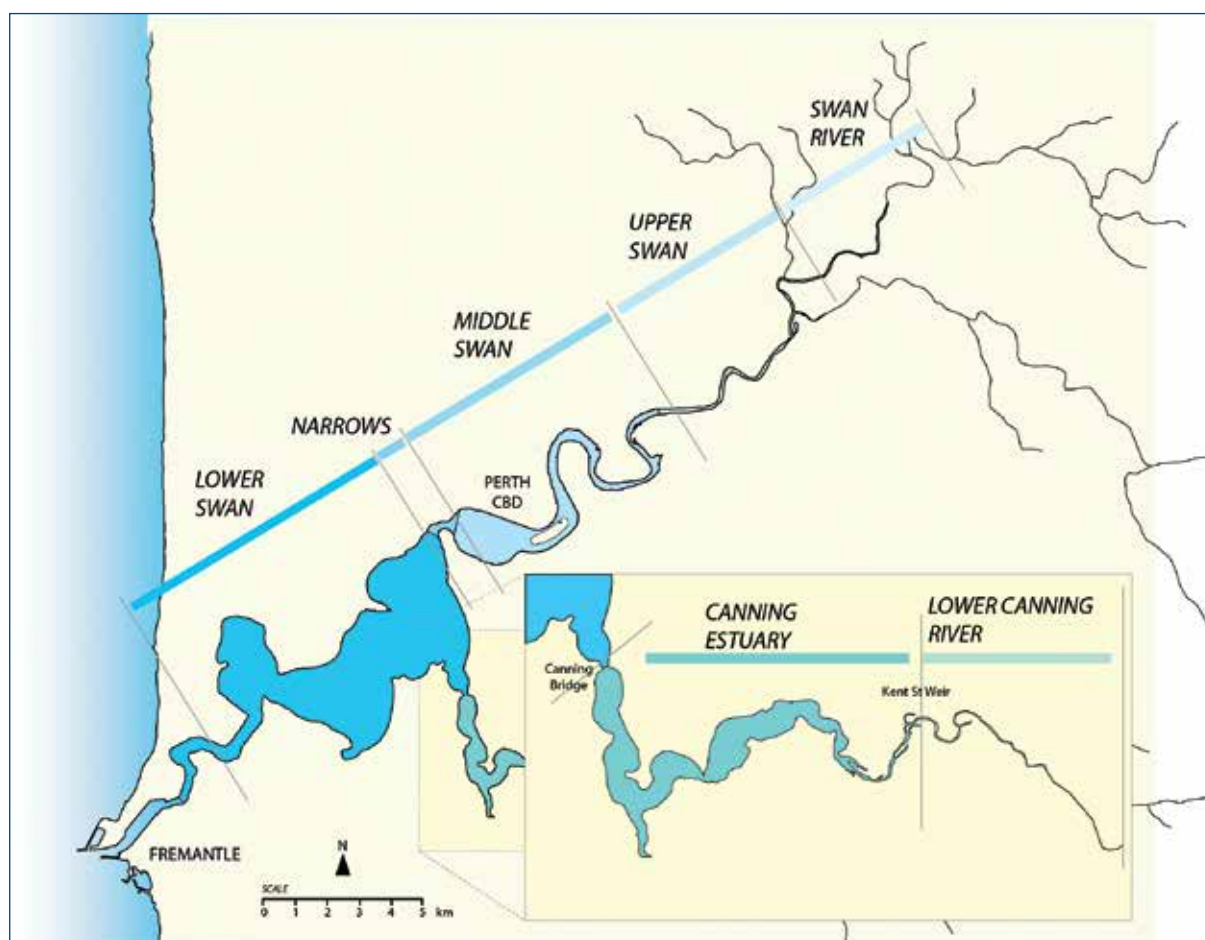 SWAN
RIVER
UPPER
SWAN
MIDDLE
SWAN
NARROWS
LOWER
SWAN
PERTH
CBD
CANNING
ESTUARY
LOWER CANNING
RIVER
Canning
Bridge
Kent St Weir
FREMANTLE
N
SCALE
0 1 2 3 4 5 km